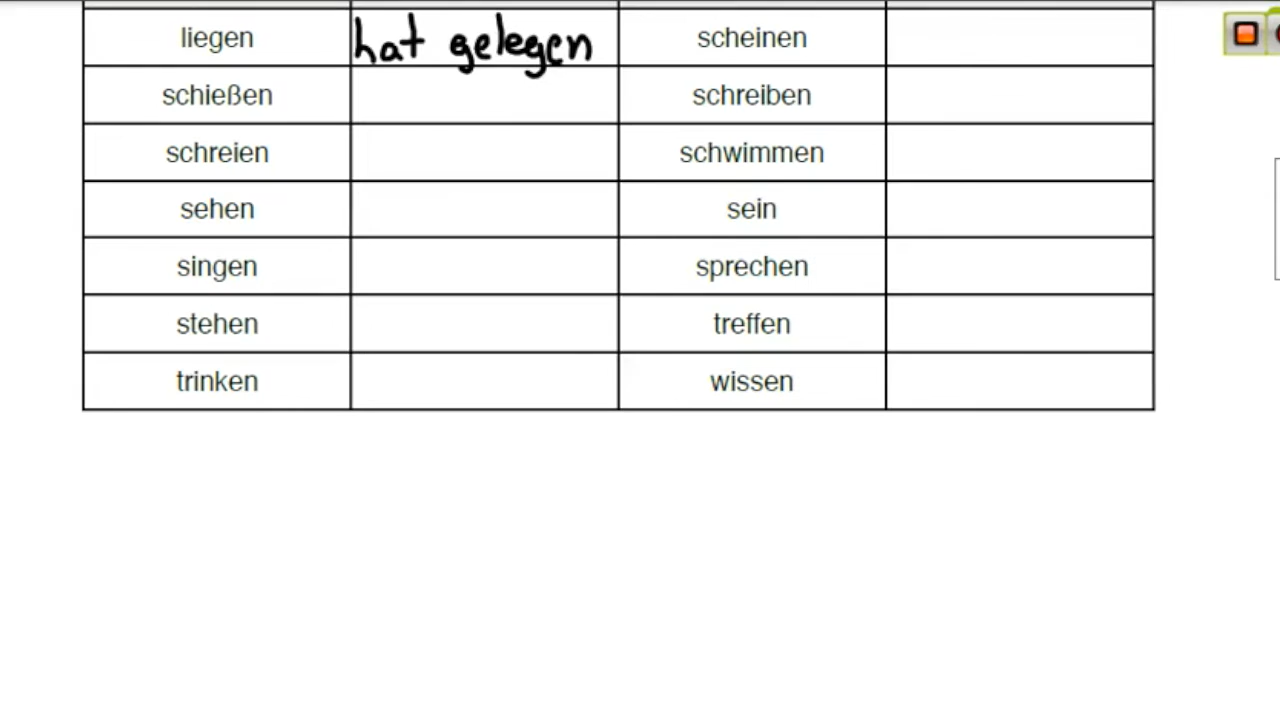 liegen hat gelegen scheinen
schießen schreiben
schreien schwimmen
sehen sein
singen sprechen
stehen treffen
trinken wissen